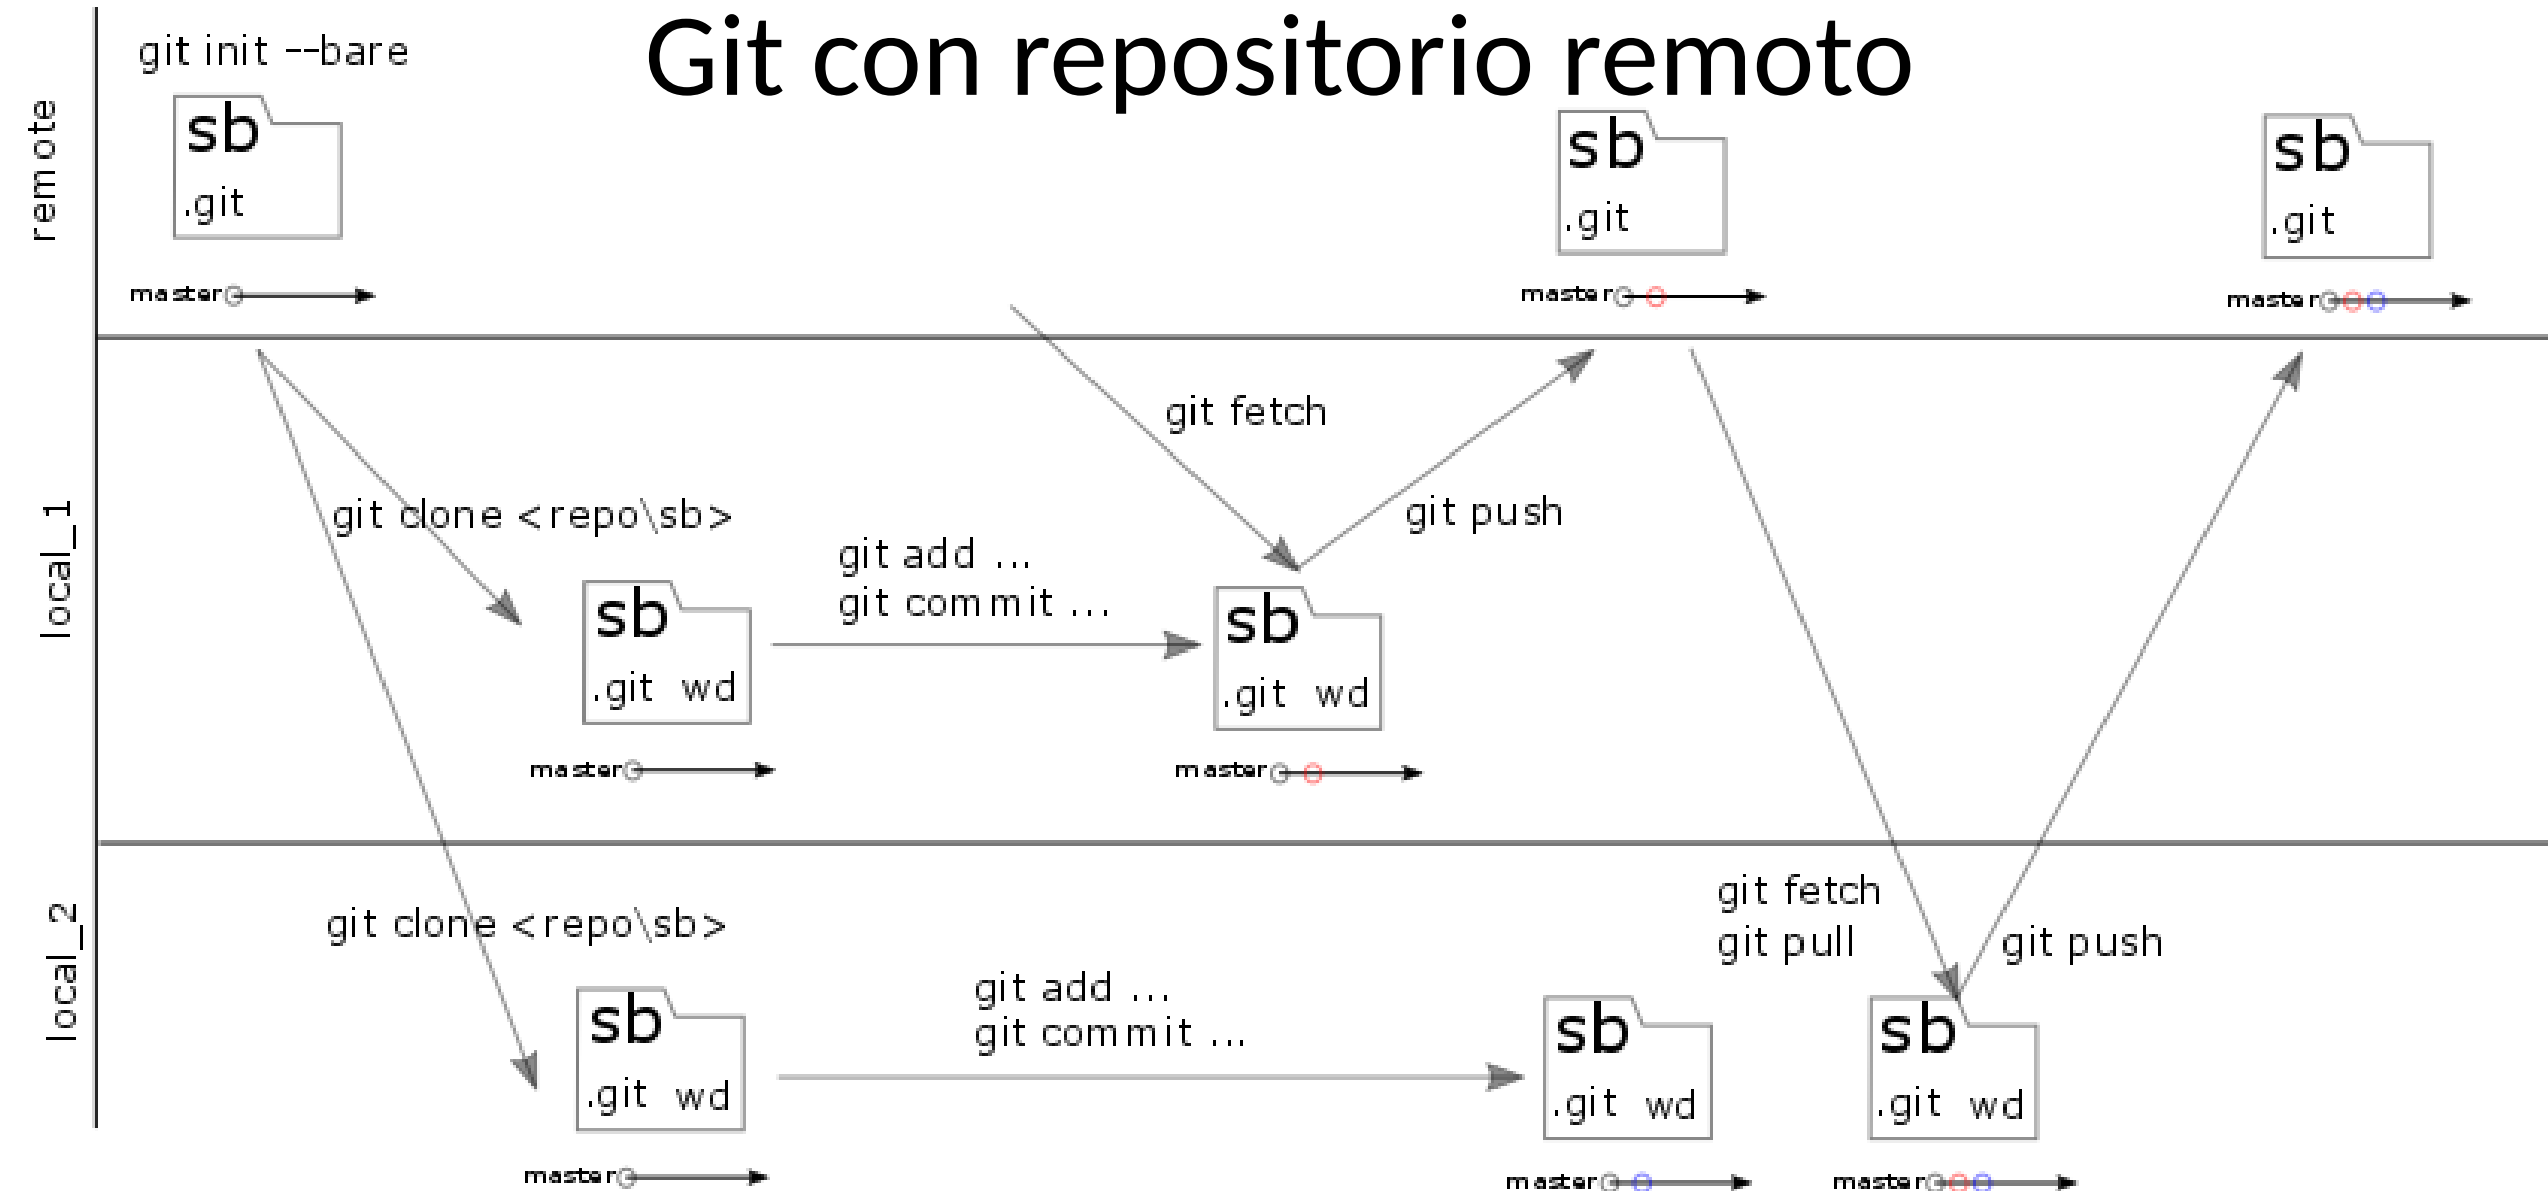 Git con repositorio remoto
remote
git init --bare
sb
.git
master
sb
.git
master
sb
.git
master
local_1
git clone <repo\sb>
git fetch
git push
git add ...
git commit ...
sb
.git wd
master
sb
.git wd
master
local_2
git clone <repo\sb>
git add ...
git commit ...
git fetch
git pull
git push
sb
.git wd
master
sb
.git wd
master
sb
.git wd
master